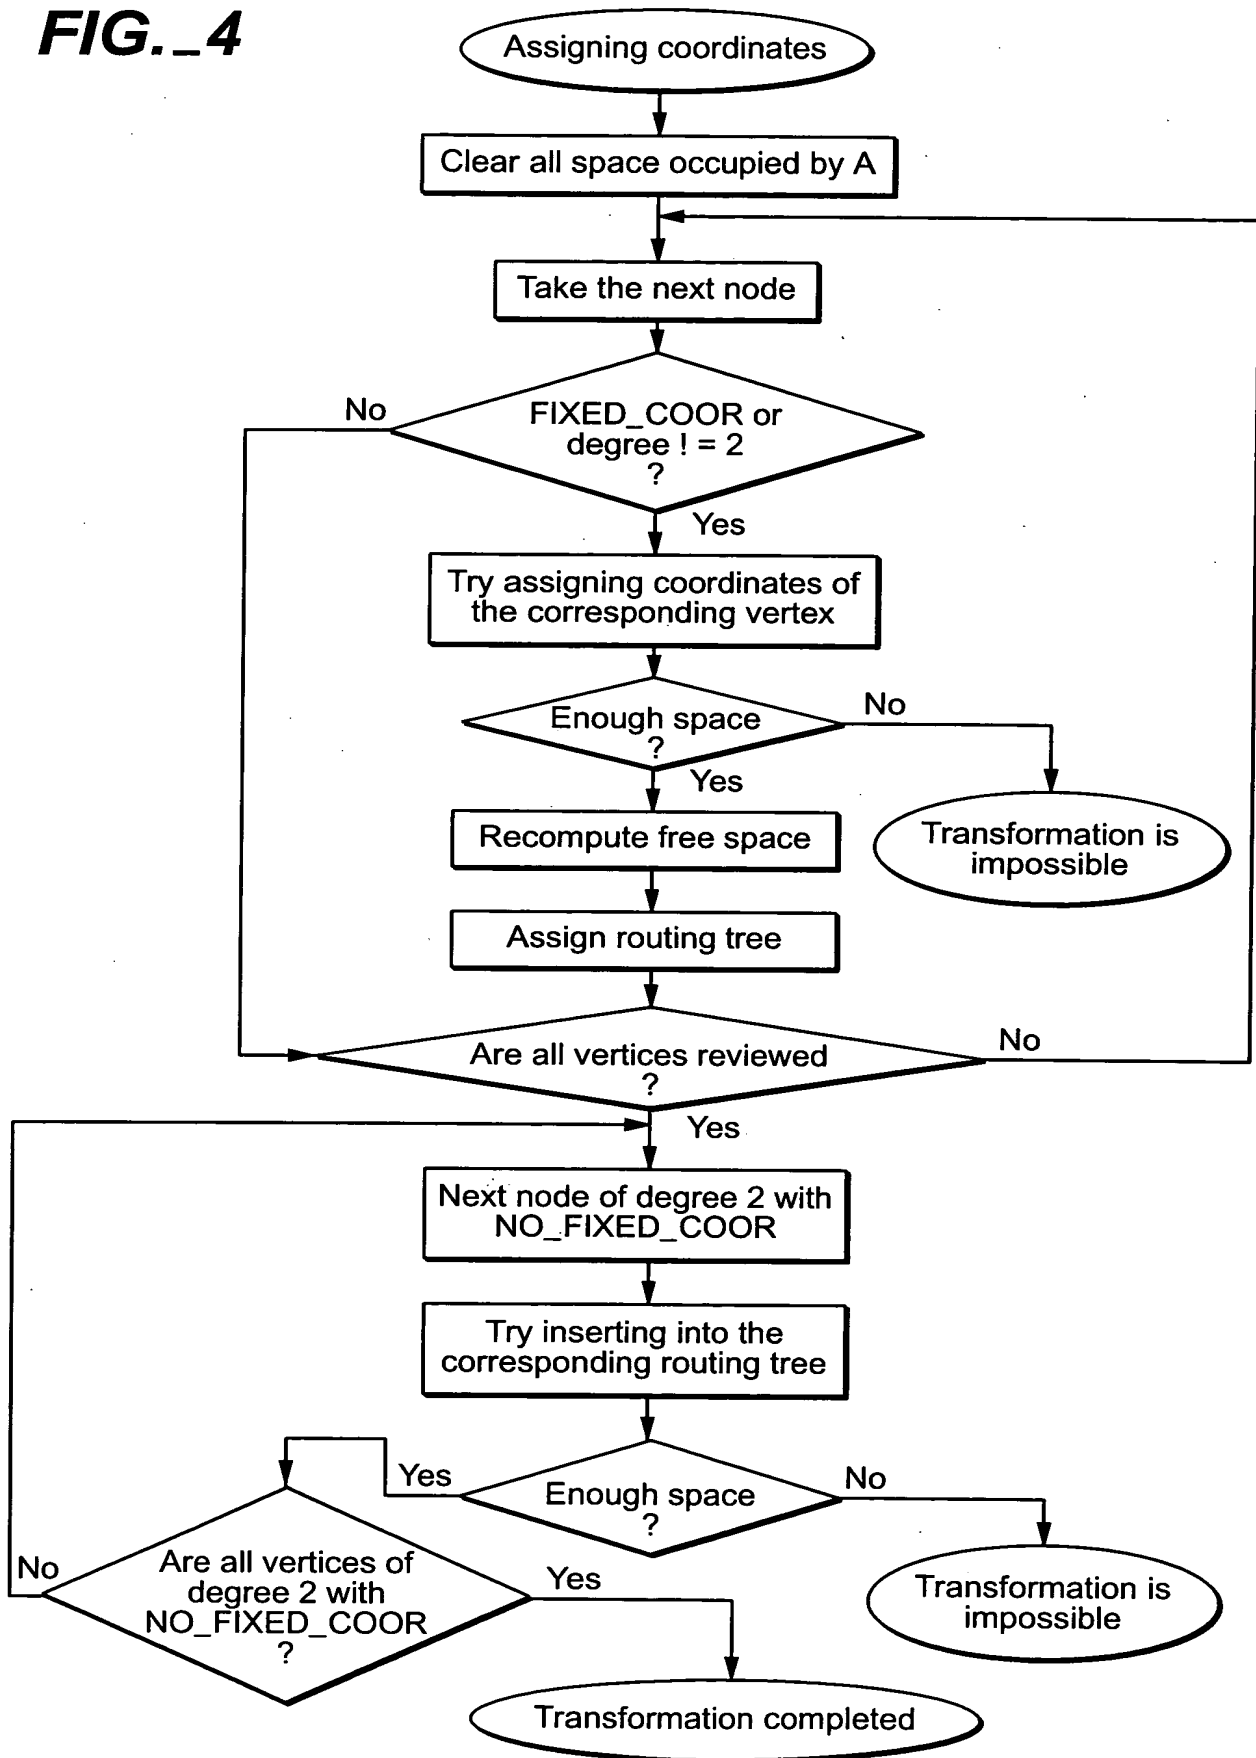 FIG._4
Assigning coordinates
Clear all space occupied by A
Take the next node
No
FIXED_COOR or
degree ! = 2
?
Yes
Try assigning coordinates of
the corresponding vertex
Enough space
?
No
Yes
Recompute free space
Transformation is
impossible
Assign routing tree
Are all vertices reviewed
?
No
Yes
Next node of degree 2 with
NO_FIXED_COOR
Try inserting into the
corresponding routing tree
Yes
Enough space
?
No
No
Are all vertices of
degree 2 with
NO_FIXED_COOR
?
Yes
Transformation is
impossible
Transformation completed